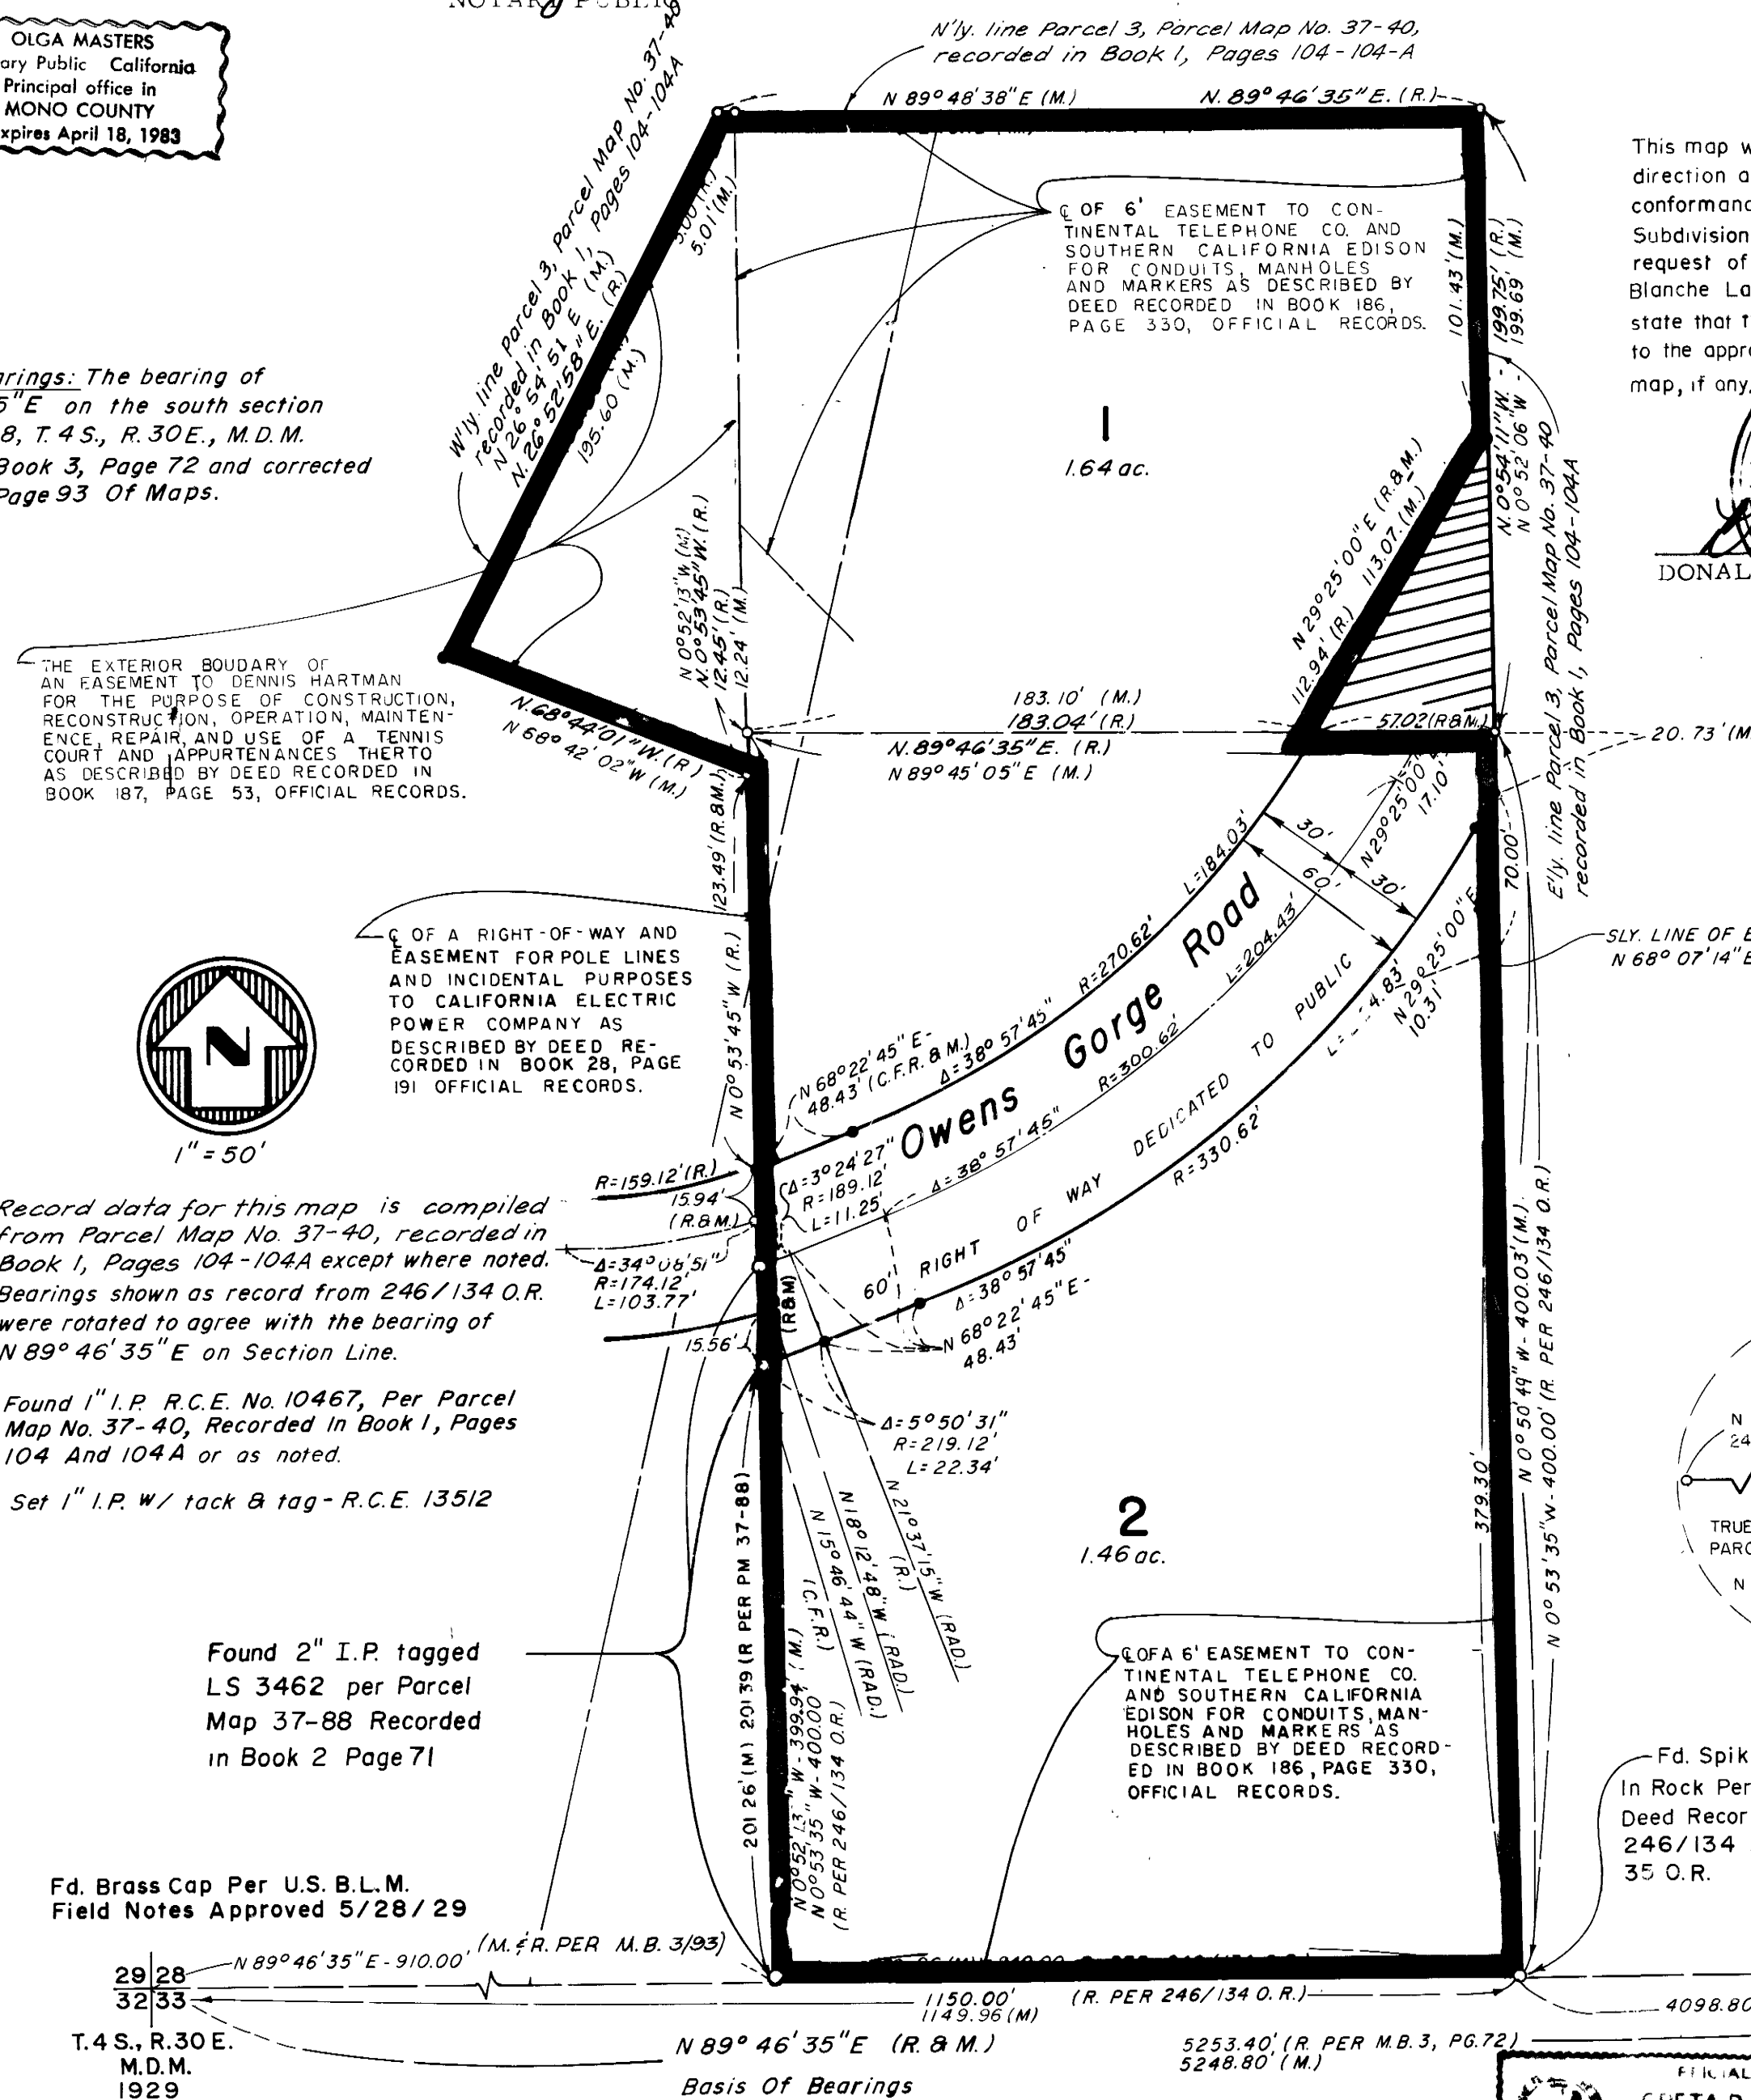 NOTARY PUBLIC
OLGA MASTERS
ary Public California
Principal office in
MONO COUNTY
xpires April 18, 1983
N'ly. line Parcel 3, Parcel Map No. 37-40,
recorded in Book 1, Pages 104-104-A
N 89°48'38"E (M.)
N. 89°46'35"E. (R.)
W'ly. line Parcel 3, Parcel Map No. 37-40
recorded in Book 1, Pages 104-104A
N 26° 54' 51" E (M.)
N. 26° 52' 58" E. (R.)
195.60 (M.)
5.00 (R.)
5.01' (M.)
℄ OF 6' EASEMENT TO CON-
TINENTAL TELEPHONE CO. AND
SOUTHERN CALIFORNIA EDISON
FOR CONDUITS, MANHOLES
AND MARKERS AS DESCRIBED BY
DEED RECORDED IN BOOK 186,
PAGE 330, OFFICIAL RECORDS.
101.43'(M.)
199.75' (R.)
199.69' (M.)
N. 0°54'11"W. -
N 0°52'06"W -
This map w
direction a
conformanc
Subdivision
request of
Blanche La
state that t
to the appro
map, if any,
DONAL
arings: The bearing of
5"E on the south section
8, T. 4 S., R. 30 E., M.D.M.
Book 3, Page 72 and corrected
Page 93 Of Maps.
1
1.64 ac.
N 29°25'00"E (R.&M.)
113.07. (M.)
112.94' (R.)
E'ly. line Parcel 3, Parcel Map No. 37-40
recorded in Book 1, Pages 104-104A
N 0°52'13"W (M)
N. 0°53'45"W. (R.)
12.45' (R.)
12.24' (M.)
THE EXTERIOR BOUDARY OF
AN EASEMENT TO DENNIS HARTMAN
FOR THE PURPOSE OF CONSTRUCTION,
RECONSTRUCTION, OPERATION, MAINTEN-
ENCE, REPAIR, AND USE OF A TENNIS
COURT AND APPURTENANCES THERTO
AS DESCRIBED BY DEED RECORDED IN
BOOK 187, PAGE 53, OFFICIAL RECORDS.
N. 68°44'01"W. (R)
N 68° 42' 02"W (M.)
183.10' (M.)
183.04' (R)
N. 89°46'35"E. (R.)
N 89°45'05"E (M.)
57.02 (R&M.)
20.73' (M
123.49' (R.&M.)
N 0°53'45"W (R.)
N 29°25'00"
17.10'
70.00'
30'
60'
30'
L=184.03'
R=270.62'
Δ=38° 57'45"
Owens Gorge Road
L=204.43'
R=300.62'
Δ=38° 57'45"
60' RIGHT OF WAY DEDICATED TO PUBLIC
R=330.62'
Δ=38° 57'45"
N 29°25'00"E
10.31'
SLY. LINE OF E
N 68° 07'14"E
℄ OF A RIGHT-OF-WAY AND
EASEMENT FOR POLE LINES
AND INCIDENTAL PURPOSES
TO CALIFORNIA ELECTRIC
POWER COMPANY AS
DESCRIBED BY DEED RE-
CORDED IN BOOK 28, PAGE
191 OFFICIAL RECORDS.
N
1" = 50'
N 68°22'45"E-
48.43' (C.F.R. & M.)
R=159.12'(R.)
15.94'
(R.&M.)
Δ=3°24'27"
R=189.12'
L=11.25'
Δ=34°08'51"
R=174.12'
L=103.77'
15.56'
(R&M)
N 68°22'45"E-
48.43'
Δ=5°50'31"
R=219.12'
L=22.34'
N 21°37'15"W (RAD.)
(R.)
N 18°12'48"W (RAD.)
N 15°46'44"W (RAD.)
(C.F.R.)
Record data for this map is compiled
from Parcel Map No. 37-40, recorded in
Book 1, Pages 104-104A except where noted.
Bearings shown as record from 246/134 O.R.
were rotated to agree with the bearing of
N 89°46'35"E on Section Line.
Found 1" I.P. R.C.E. No. 10467, Per Parcel
Map No. 37-40, Recorded In Book 1, Pages
104 And 104A or as noted.
Set 1" I.P. W/ tack & tag - R.C.E. 13512
2
1.46 ac.
379.30'
N 0°50'49"W - 400.03'(M.)
N 0°53'35"W-400.00'(R. PER 246/134 O.R.)
N
24
TRUE
PARC
N
Found 2" I.P. tagged
LS 3462 per Parcel
Map 37-88 Recorded
in Book 2 Page 71
201 26'(M) 201 39 (R PER PM 37-88)
N 0°52'13"W-399.94'(M.)
N 0°53'35"W-400.00
(R. PER 246/134 O.R.)
℄ OF A 6' EASEMENT TO CON-
TINENTAL TELEPHONE CO.
AND SOUTHERN CALIFORNIA
EDISON FOR CONDUITS, MAN-
HOLES AND MARKERS AS
DESCRIBED BY DEED RECORD-
ED IN BOOK 186, PAGE 330,
OFFICIAL RECORDS.
Fd. Spik
In Rock Per
Deed Recor
246/134
35 O.R.
Fd. Brass Cap Per U.S. B.L.M.
Field Notes Approved 5/28/29
29 28
32 33
N 89°46'35"E - 910.00' (M. & R. PER M.B. 3/93)
T. 4 S., R. 30 E.
M.D.M.
1929
1150.00' (R. PER 246/134 O.R.)
1149.96 (M)
4098.80
N 89° 46' 35"E (R. & M.)
Basis Of Bearings
5253.40' (R. PER M.B. 3, PG. 72)
5248.80' (M.)